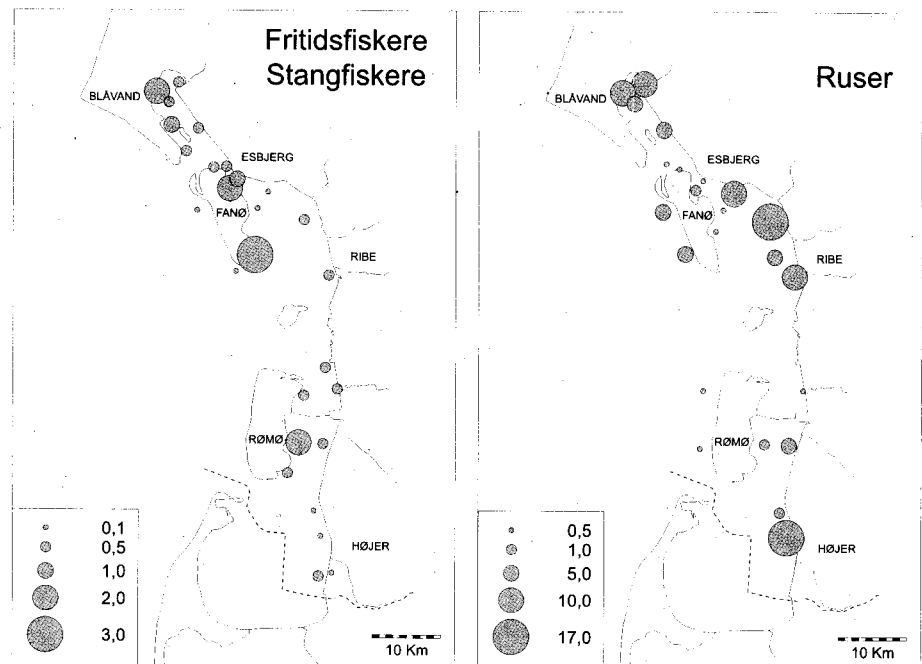 Fritidsfiskere
Stangfiskere
BLÅVAND
ESBJERG
FANØ
RIBE
RØMØ
HØJER
0,1
0,5
1,0
2,0
3,0
10 Km
Ruser
BLÅVAND
ESBJERG
FANØ
RIBE
RØMØ
HØJER
0,5
1,0
5,0
10,0
17,0
10 Km